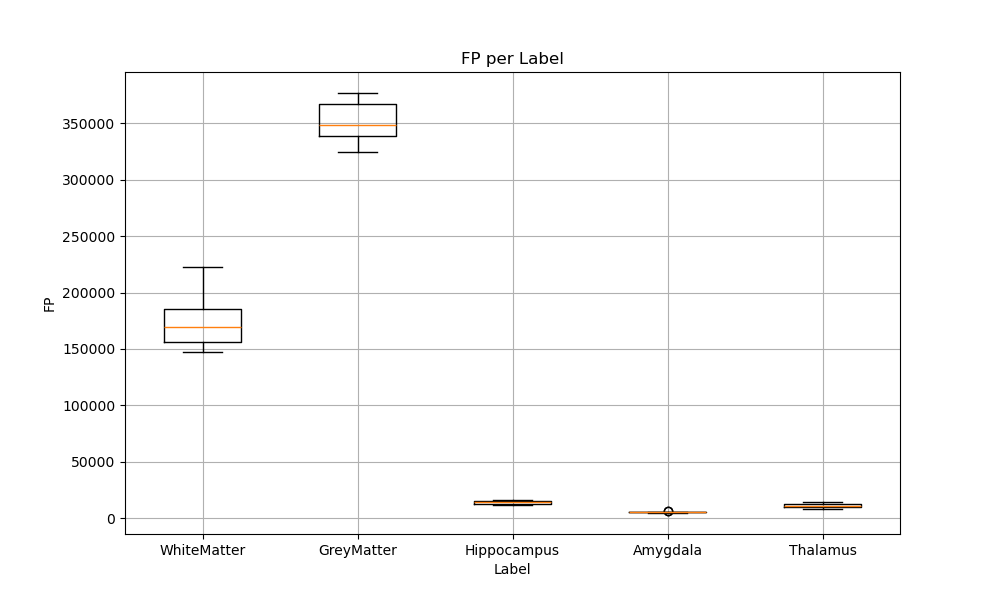 FP per Label
FP
350000
300000
250000
200000
150000
100000
50000
0
WhiteMatter GreyMatter Hippocampus Amygdala Thalamus
Label